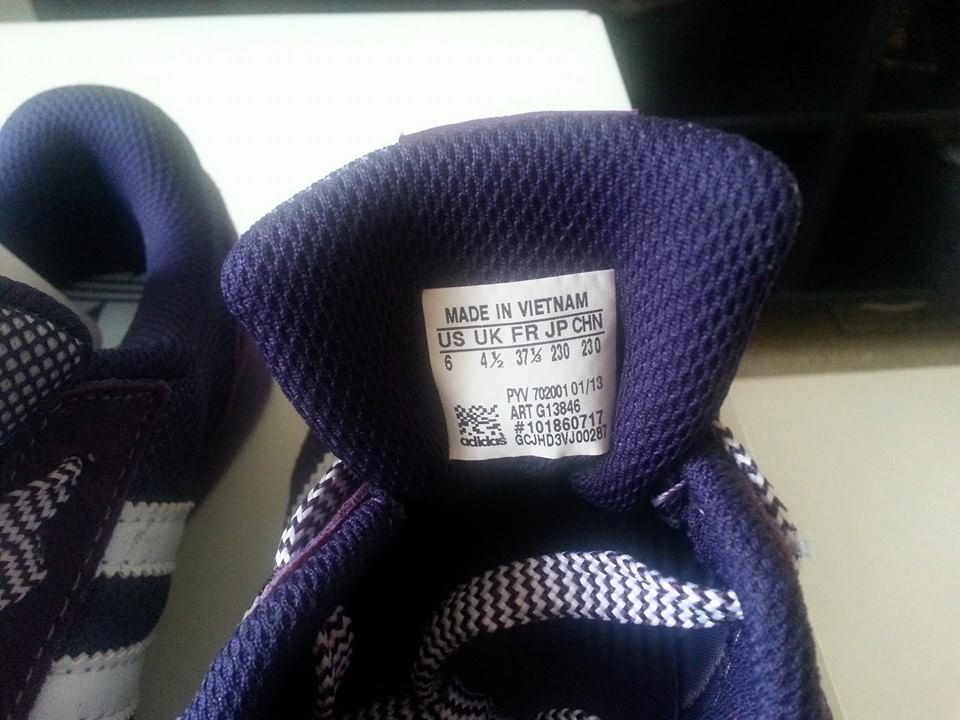 MADE IN VIETNAM
US UK FR JP CHN
6 4½ 37⅓ 230 230
PYV 702001 01/13
ART G13846
#101860717
adidas GCJHD3VJ00287